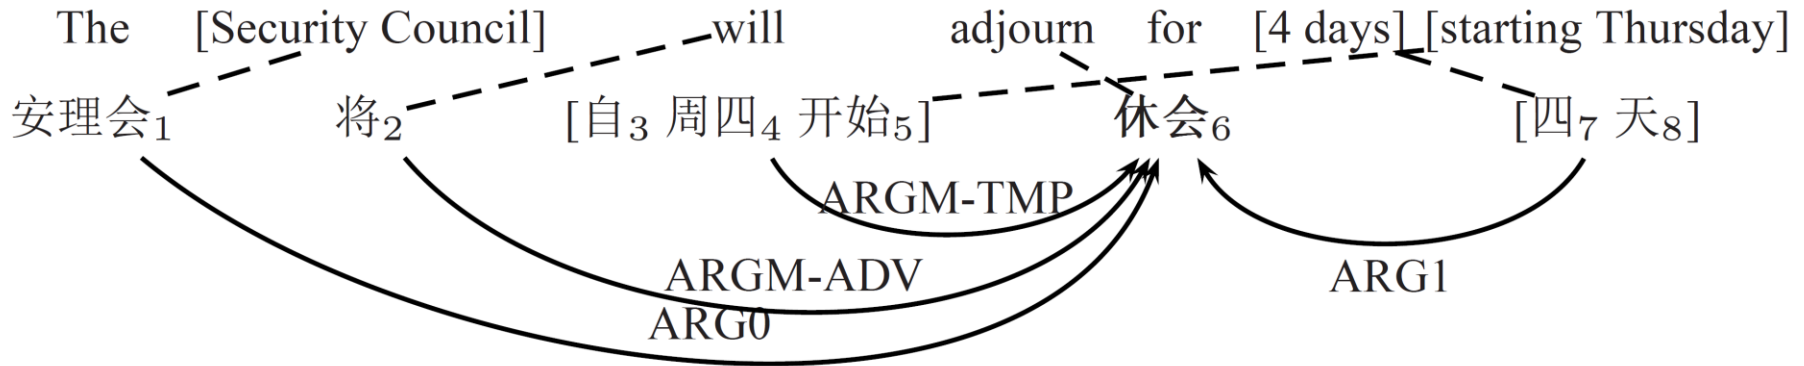 The [Security Council] will adjourn for [4 days] [starting Thursday]
安理会1 将2 [自3 周四4 开始5] 休会6 [四7 天8]
ARGM-TMP
ARGM-ADV ARG1
ARG0